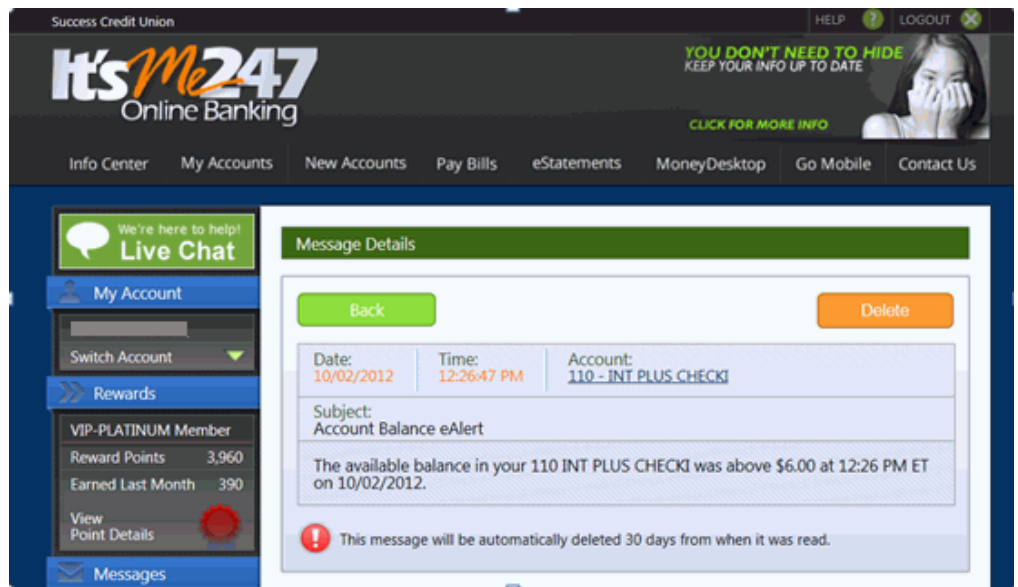 Success Credit Union
HELP ? LOGOUT
It's Me 247
Online Banking
YOU DON'T NEED TO HIDE
KEEP YOUR INFO UP TO DATE
CLICK FOR MORE INFO
Info Center My Accounts New Accounts Pay Bills eStatements MoneyDesktop Go Mobile Contact Us
We're here to help!
Live Chat
My Account
Switch Account
Rewards
VIP-PLATINUM Member
Reward Points 3,960
Earned Last Month 390
View
Point Details
Messages
Message Details
Back Delete
Date: Time: Account:
10/02/2012 12:26:47 PM 110 - INT PLUS CHECKI
Subject:
Account Balance eAlert
The available balance in your 110 INT PLUS CHECKI was above $6.00 at 12:26 PM ET
on 10/02/2012.
! This message will be automatically deleted 30 days from when it was read.